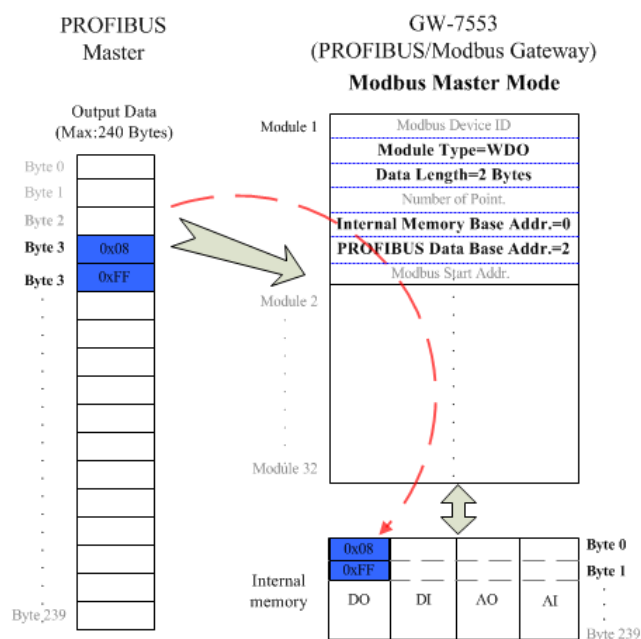 PROFIBUS
Master
GW-7553
(PROFIBUS/Modbus Gateway)
Modbus Master Mode
Output Data
(Max:240 Bytes)
Byte 0
Byte 1
Byte 2
Byte 3
0x08
Byte 3
0xFF
Byte 239
Module 1
Modbus Device ID
Module Type=WDO
Data Length=2 Bytes
Number of Point.
Internal Memory Base Addr.=0
PROFIBUS Data Base Addr.=2
Modbus Start Addr.
Module 2
Module 32
Internal
memory
0x08
0xFF
DO
DI
AO
AI
Byte 0
Byte 1
Byte 239